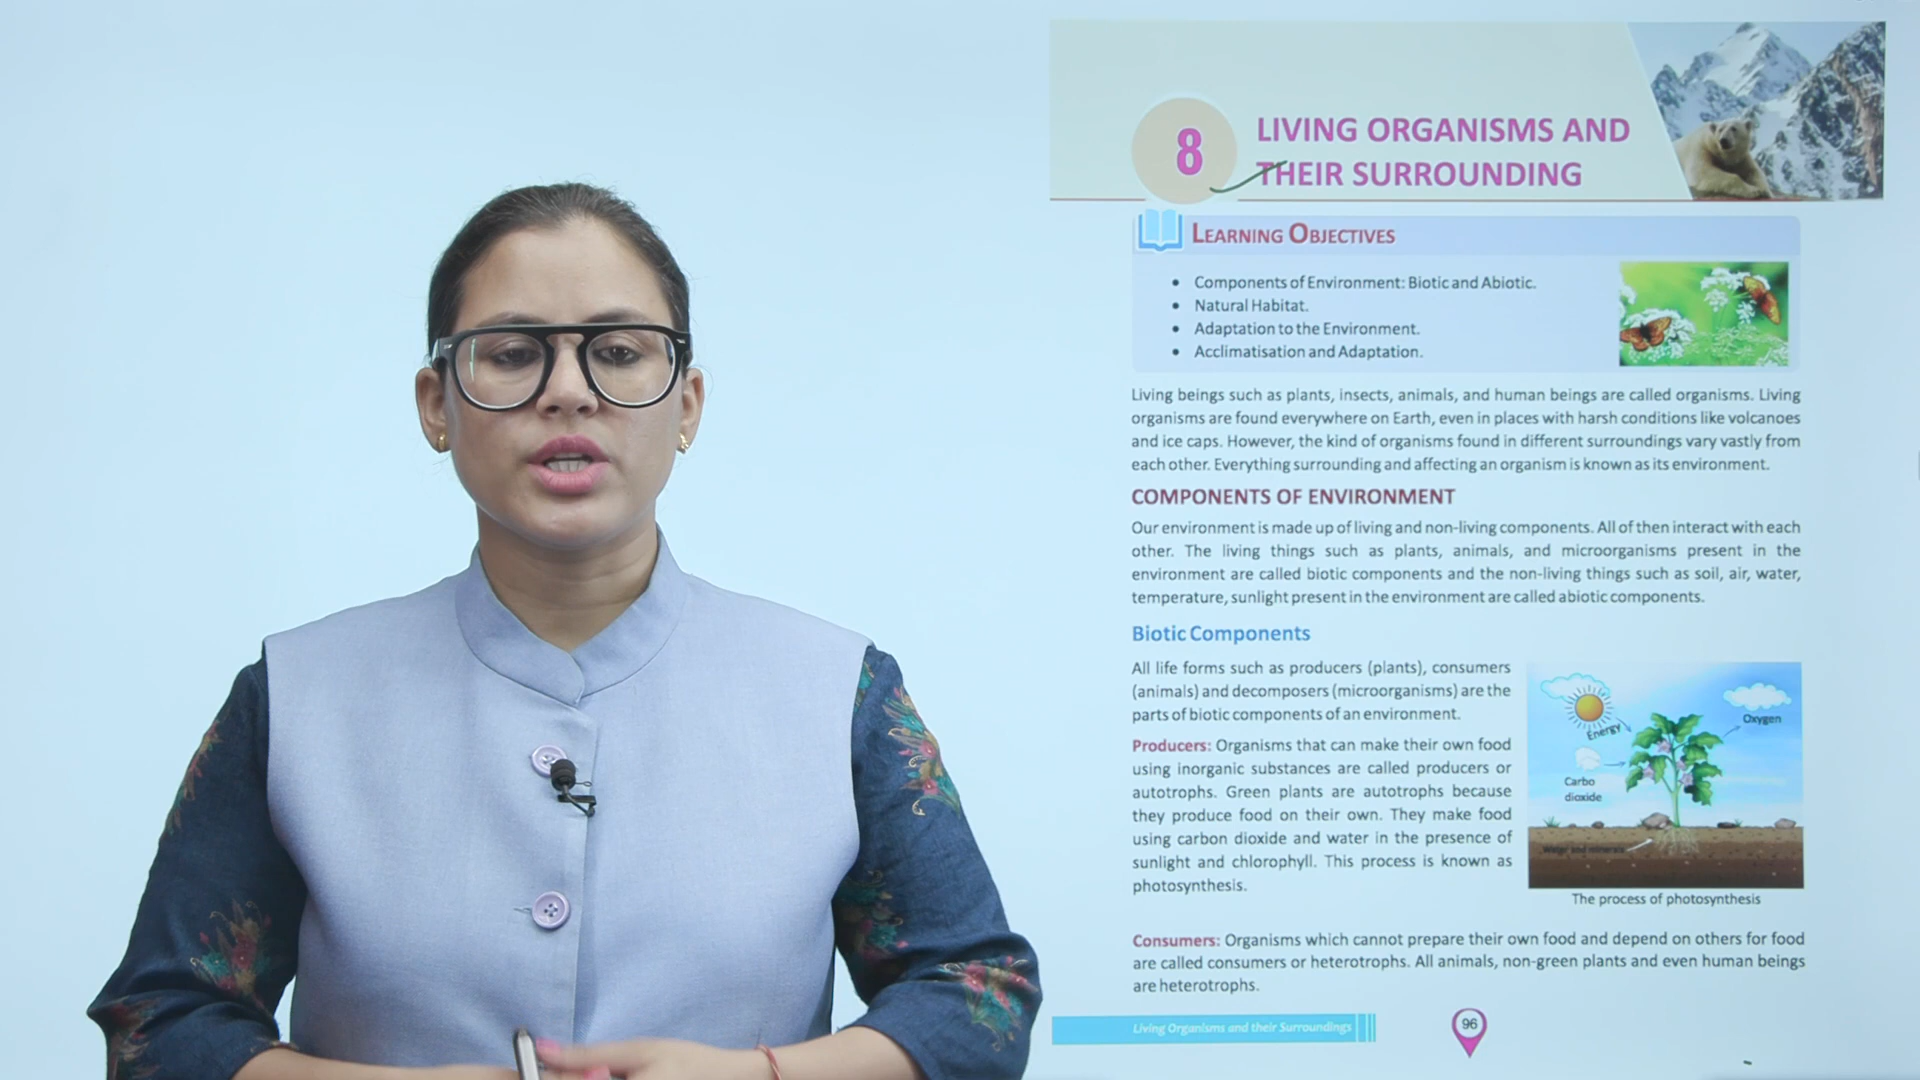 8
LIVING ORGANISMS AND
THEIR SURROUNDING
LEARNING OBJECTIVES
• Components of Environment: Biotic and Abiotic.
• Natural Habitat.
• Adaptation to the Environment.
• Acclimatisation and Adaptation.
Living beings such as plants, insects, animals, and human beings are called organisms. Living
organisms are found everywhere on Earth, even in places with harsh conditions like volcanoes
and ice caps. However, the kind of organisms found in different surroundings vary vastly from
each other. Everything surrounding and affecting an organism is known as its environment.
COMPONENTS OF ENVIRONMENT
Our environment is made up of living and non-living components. All of then interact with each
other. The living things such as plants, animals, and microorganisms present in the
environment are called biotic components and the non-living things such as soil, air, water,
temperature, sunlight present in the environment are called abiotic components.
Biotic Components
All life forms such as producers (plants), consumers
(animals) and decomposers (microorganisms) are the
parts of biotic components of an environment.
Producers: Organisms that can make their own food
using inorganic substances are called producers or
autotrophs. Green plants are autotrophs because
they produce food on their own. They make food
using carbon dioxide and water in the presence of
sunlight and chlorophyll. This process is known as
photosynthesis.
Energy
Oxygen
Carbo
dioxide
Water and minerals
The process of photosynthesis
Consumers: Organisms which cannot prepare their own food and depend on others for food
are called consumers or heterotrophs. All animals, non-green plants and even human beings
are heterotrophs.
Living Organisms and their Surroundings
96